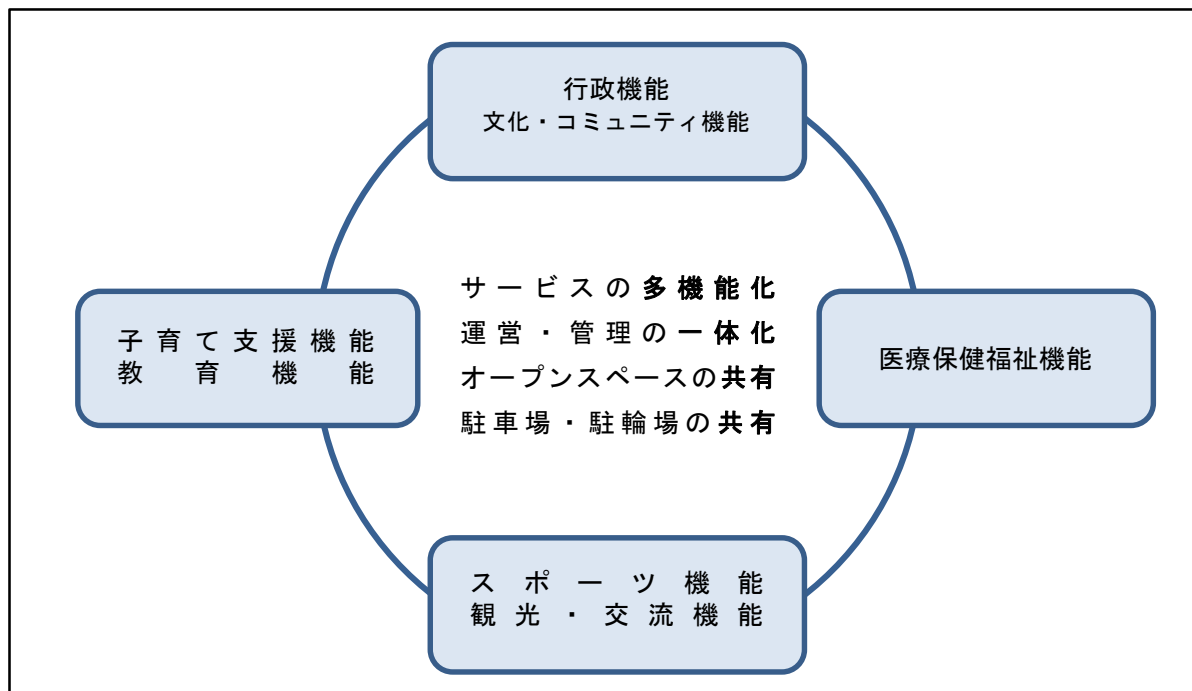 行政機能
文化・コミュニティ機能
サービスの多機能化
運営・管理の一体化
オープンスペースの共有
駐車場・駐輪場の共有
子育て支援機能
教育機能
医療保健福祉機能
スポーツ機能
観光・交流機能